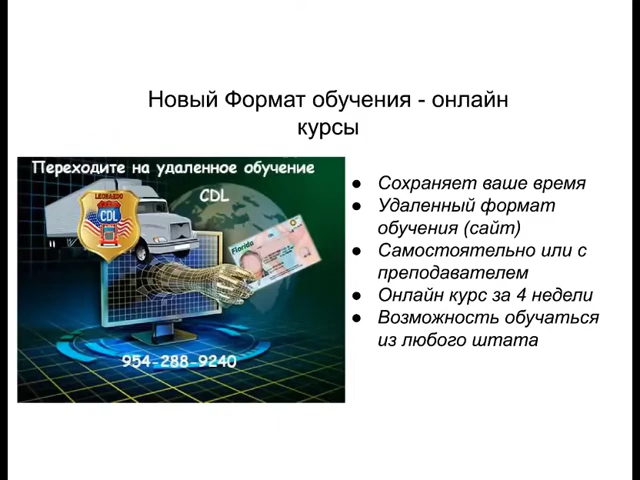 Новый Формат обучения - онлайн
курсы
Переходите на удаленное обучение
CDL
LEONARDO
CDL
Florida
954-288-9240
● Сохраняет ваше время
● Удаленный формат
обучения (сайт)
● Самостоятельно или с
преподавателем
● Онлайн курс за 4 недели
● Возможность обучаться
из любого штата